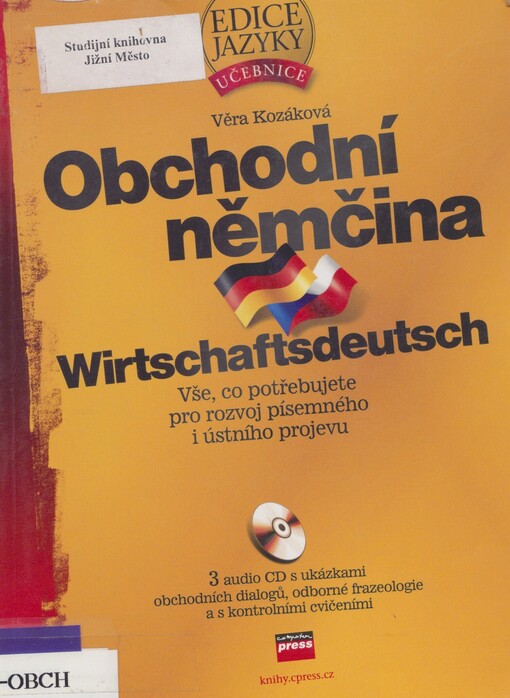 Studijní knihovna
Jižní Město
EDICE
JAZYKY
UČEBNICE
Věra Kozáková
Obchodní
němčina
Wirtschaftsdeutsch
Vše, co potřebujete
pro rozvoj písemného
i ústního projevu
3 audio CD s ukázkami
obchodních dialogů, odborné frazeologie
a s kontrolními cvičeními
computer
press
knihy.cpress.cz
-OBCH